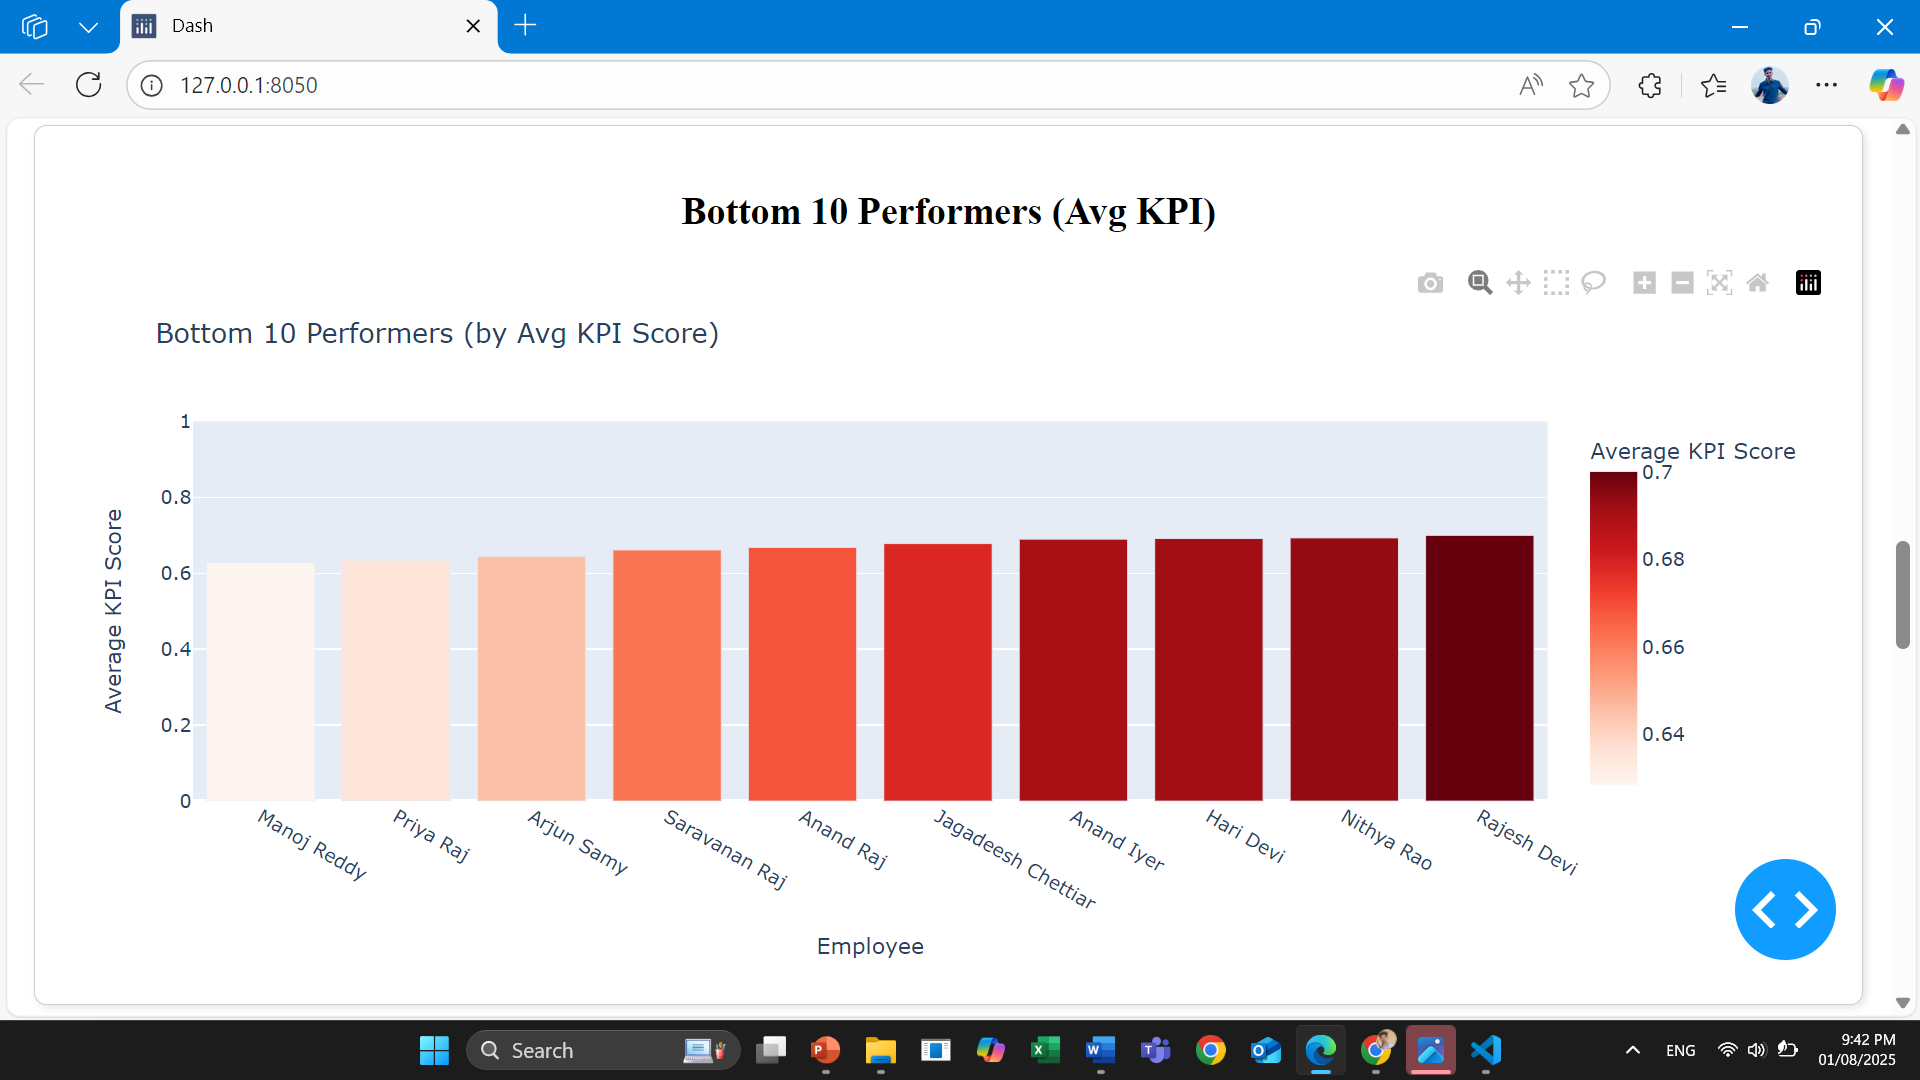 Dash
127.0.0.1:8050
Bottom 10 Performers (Avg KPI)
Bottom 10 Performers (by Avg KPI Score)
Average KPI Score
1
0.8
0.6
0.4
0.2
0
Manoj Reddy
Priya Raj
Arjun Samy
Saravanan Raj
Anand Raj
Jagadeesh Chettiar
Anand Iyer
Hari Devi
Nithya Rao
Rajesh Devi
Employee
Average KPI Score
0.7
0.68
0.66
0.64
Search
ENG
9:42 PM
01/08/2025